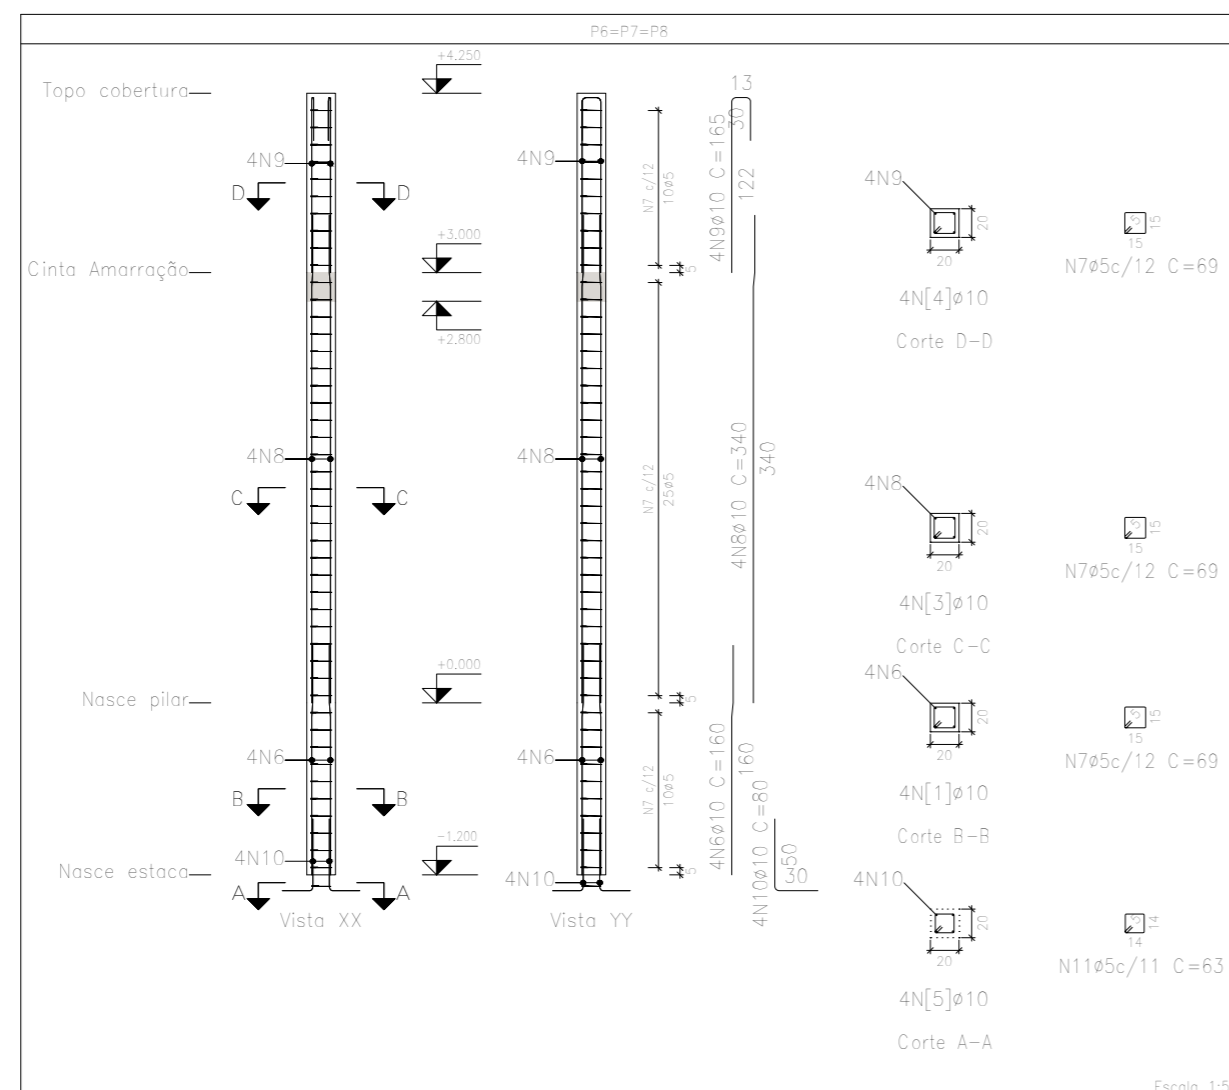 P6=P7=P8
Topo cobertura
+4.250
4N9
4N9
D
D
N7 c/12
10ø5
5
4N9ø10 C=165
13
30
122
4N9
20
20
4N[4]ø10
Corte D-D
5
15
15
N7ø5c/12 C=69
Cinta Amarração
+3.000
+2.800
4N8
4N8
C
C
N7 c/12
25ø5
5
4N8ø10 C=340
340
4N8
20
20
4N[3]ø10
Corte C-C
5
15
15
N7ø5c/12 C=69
Nasce pilar
+0.000
4N6
4N6
B
B
N7 c/12
10ø5
5
4N6ø10 C=160
160
4N6
20
20
4N[1]ø10
Corte B-B
5
15
15
N7ø5c/12 C=69
Nasce estaca
-1.200
4N10
4N10
A
A
4N10ø10 C=80
50
30
4N10
20
20
4N[5]ø10
Corte A-A
5
14
14
N11ø5c/11 C=63
Vista XX
Vista YY
Escala